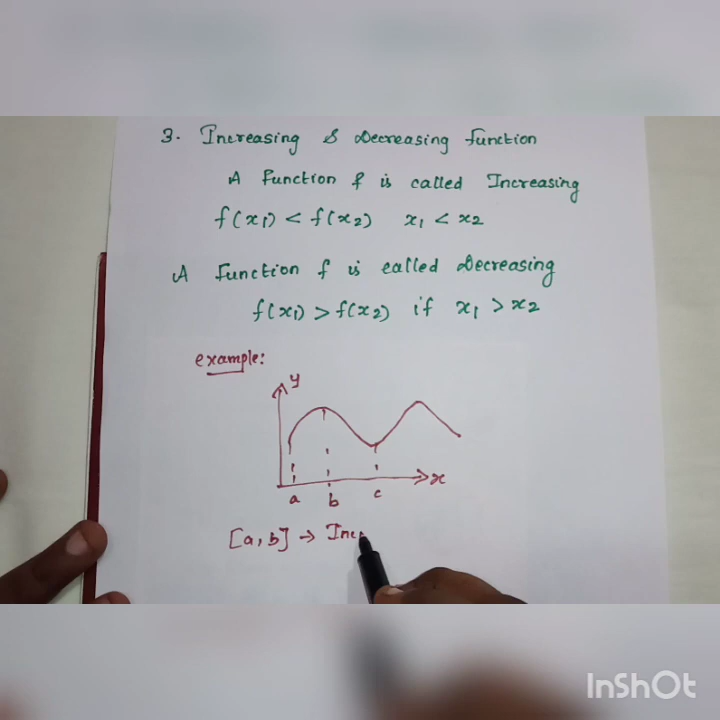 3. Increasing & Decreasing function
A Function f is called Increasing
f(x1) < f(x2) x1 < x2
A Function f is called Decreasing
f(x1) > f(x2) if x1 > x2
example:
y
x
a b c
[a, b] → Inc
InShOt